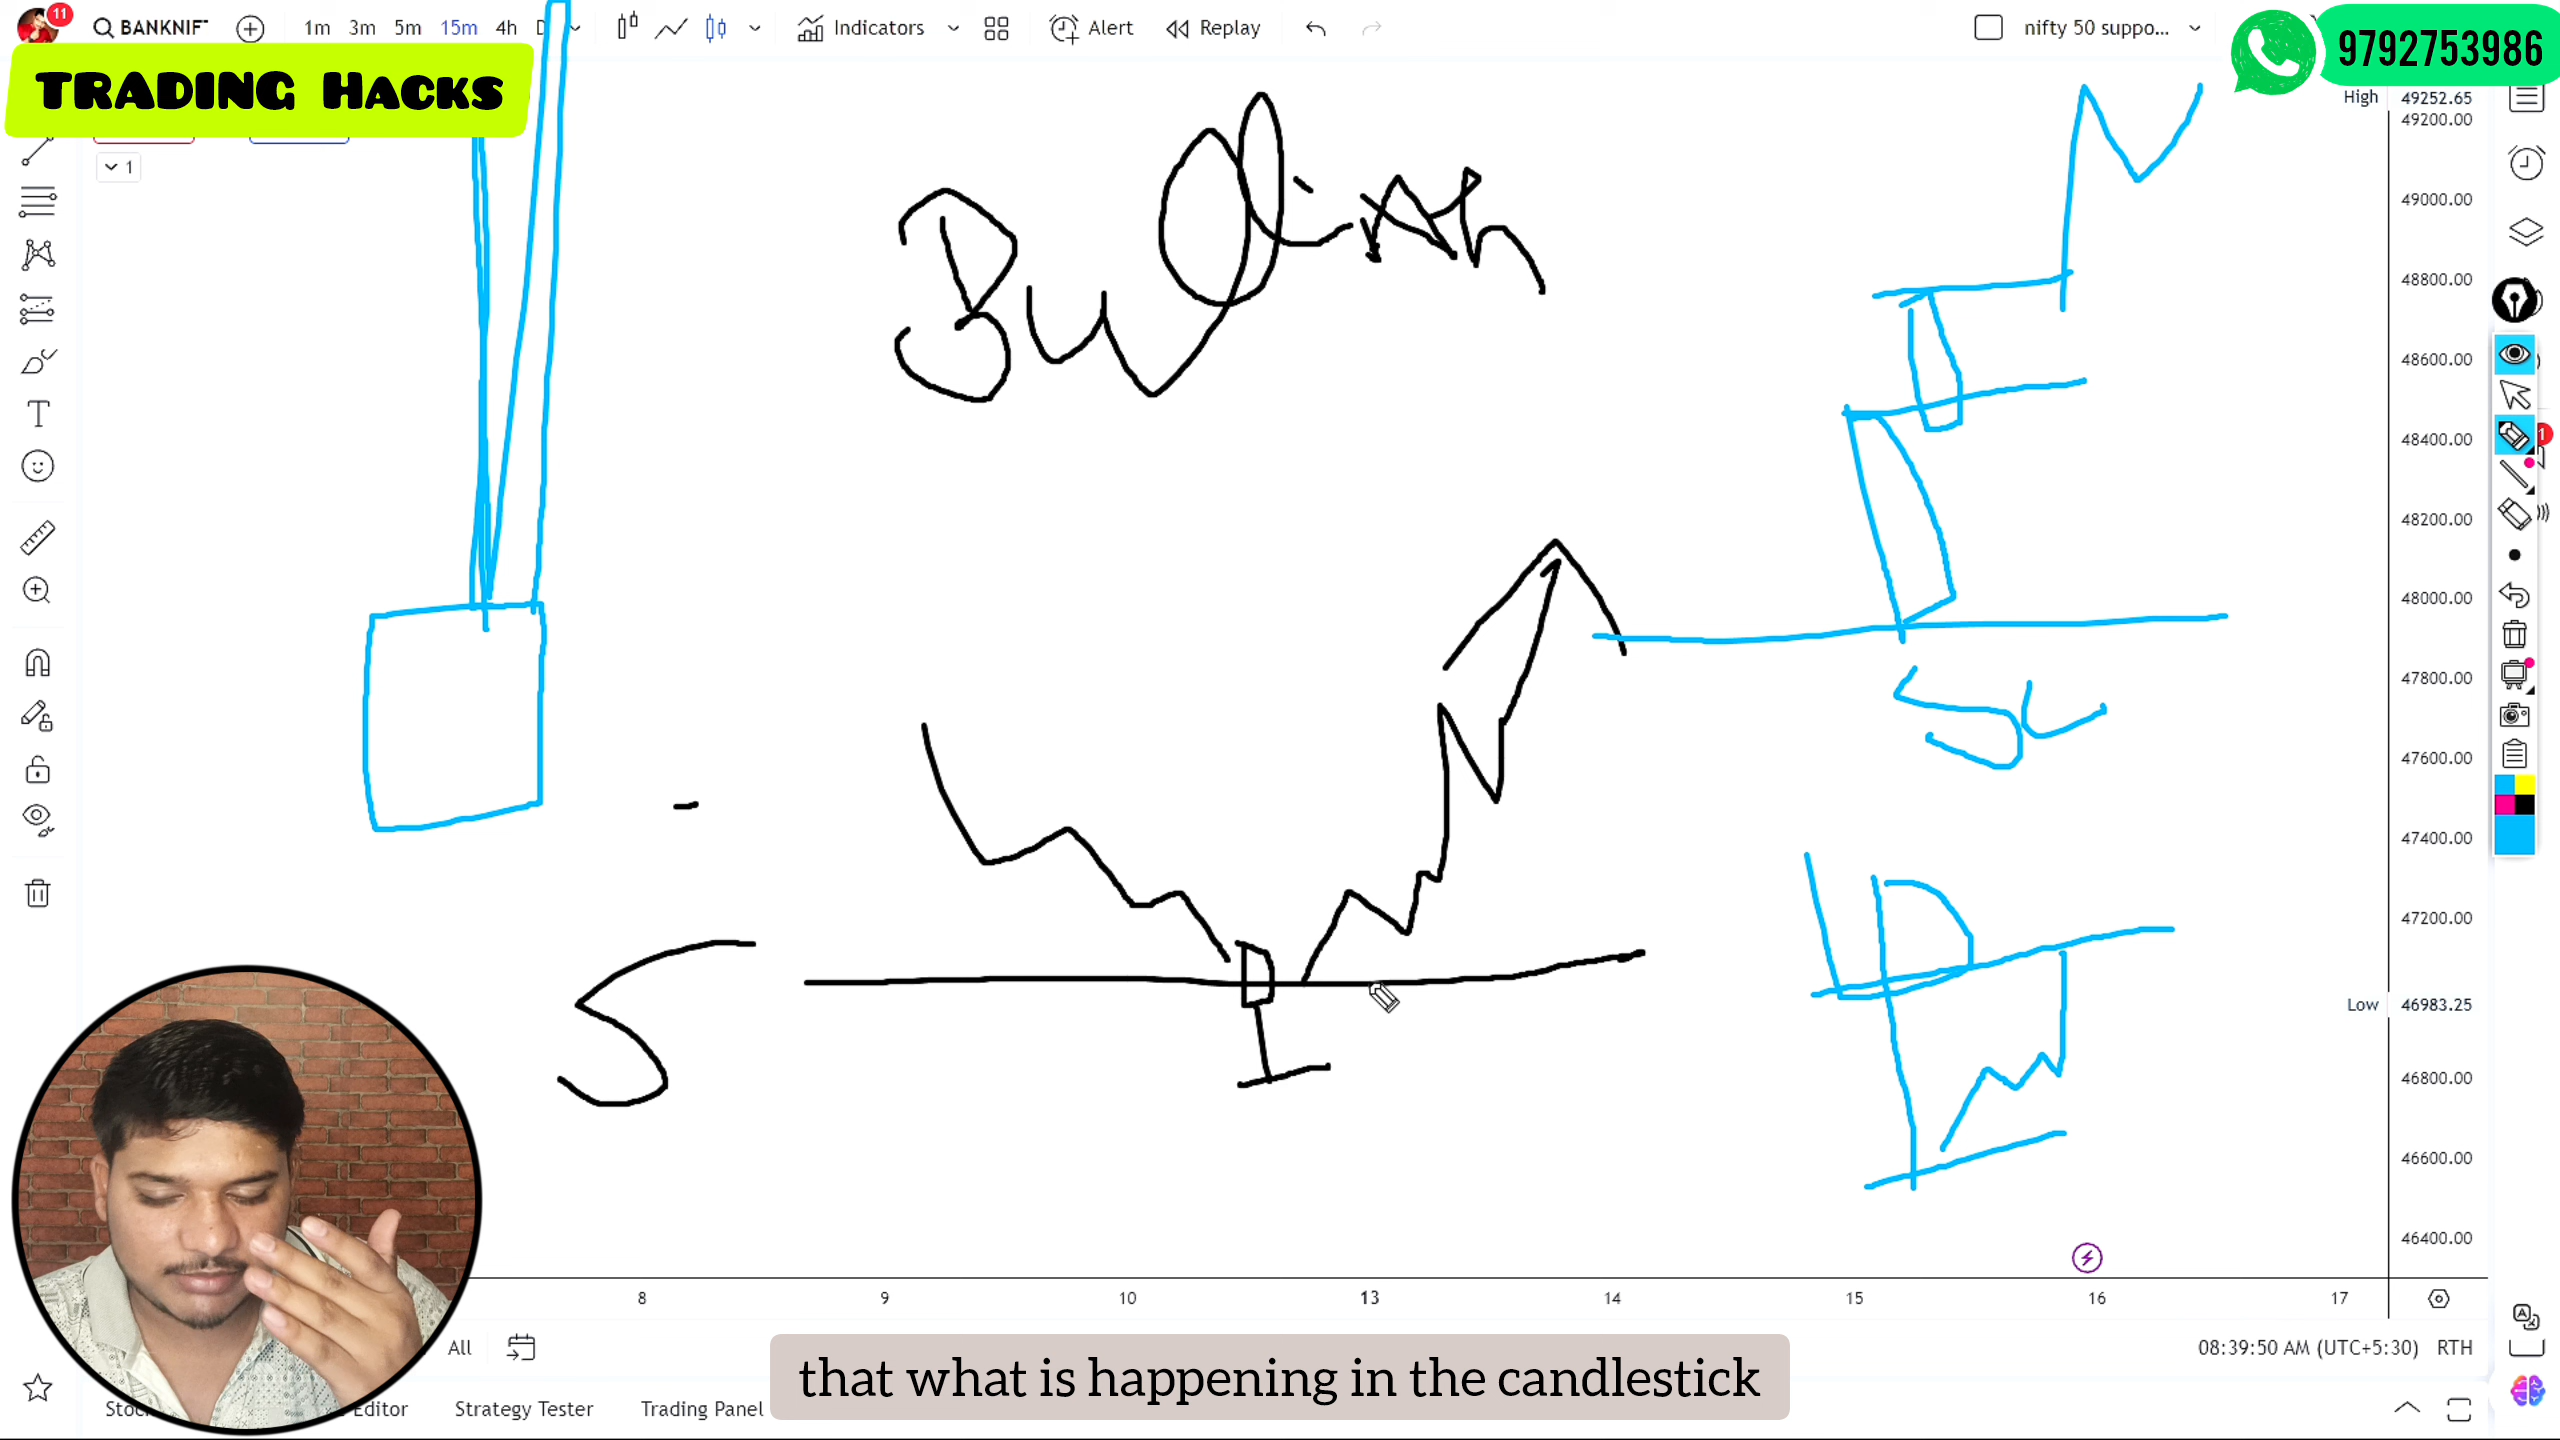 11
BANKNIF
1m 3m 5m 15m 4h D
Indicators
Alert
Replay
nifty 50 suppo...
9792753986
TRADING HACKS
1
High 49252.65
49200.00
49000.00
48800.00
48600.00
48400.00
48200.00
48000.00
47800.00
47600.00
47400.00
47200.00
Low 46983.25
46800.00
46600.00
46400.00
Bullish
1
SL
S
8 9 10 13 14 15 16 17
All
08:39:50 AM (UTC+5:30) RTH
that what is happening in the candlestick
Stoc Editor Strategy Tester Trading Panel